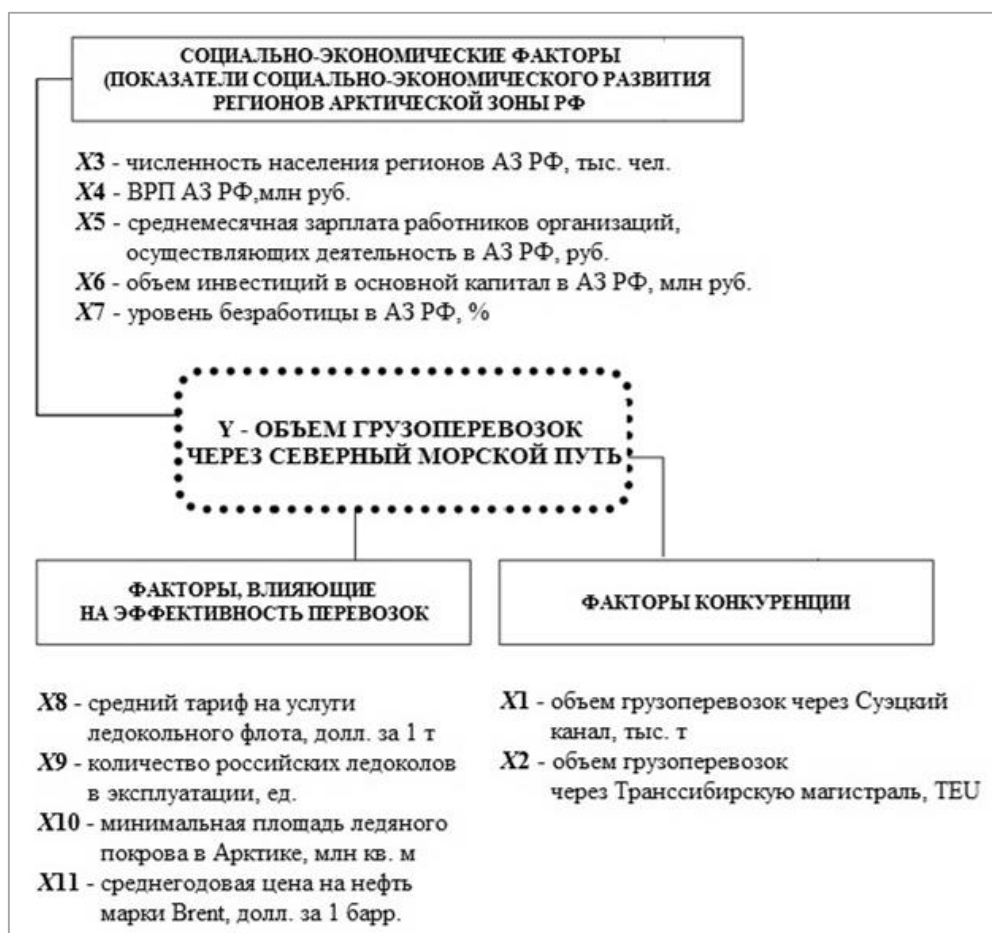 СОЦИАЛЬНО-ЭКОНОМИЧЕСКИЕ ФАКТОРЫ
(ПОКАЗАТЕЛИ СОЦИАЛЬНО-ЭКОНОМИЧЕСКОГО РАЗВИТИЯ
РЕГИОНОВ АРКТИЧЕСКОЙ ЗОНЫ РФ
X3 - численность населения регионов АЗ РФ, тыс. чел.
X4 - ВРП АЗ РФ,млн руб.
X5 - среднемесячная зарплата работников организаций,
осуществляющих деятельность в АЗ РФ, руб.
X6 - объем инвестиций в основной капитал в АЗ РФ, млн руб.
X7 - уровень безработицы в АЗ РФ, %
Y - ОБЪЕМ ГРУЗОПЕРЕВОЗОК
ЧЕРЕЗ СЕВЕРНЫЙ МОРСКОЙ ПУТЬ
ФАКТОРЫ, ВЛИЯЮЩИЕ
НА ЭФФЕКТИВНОСТЬ ПЕРЕВОЗОК
X8 - средний тариф на услуги
ледокольного флота, долл. за 1 т
X9 - количество российских ледоколов
в эксплуатации, ед.
X10 - минимальная площадь ледяного
покрова в Арктике, млн кв. м
X11 - среднегодовая цена на нефть
марки Brent, долл. за 1 барр.
ФАКТОРЫ КОНКУРЕНЦИИ
X1 - объем грузоперевозок через Суэцкий
канал, тыс. т
X2 - объем грузоперевозок
через Транссибирскую магистраль, TEU